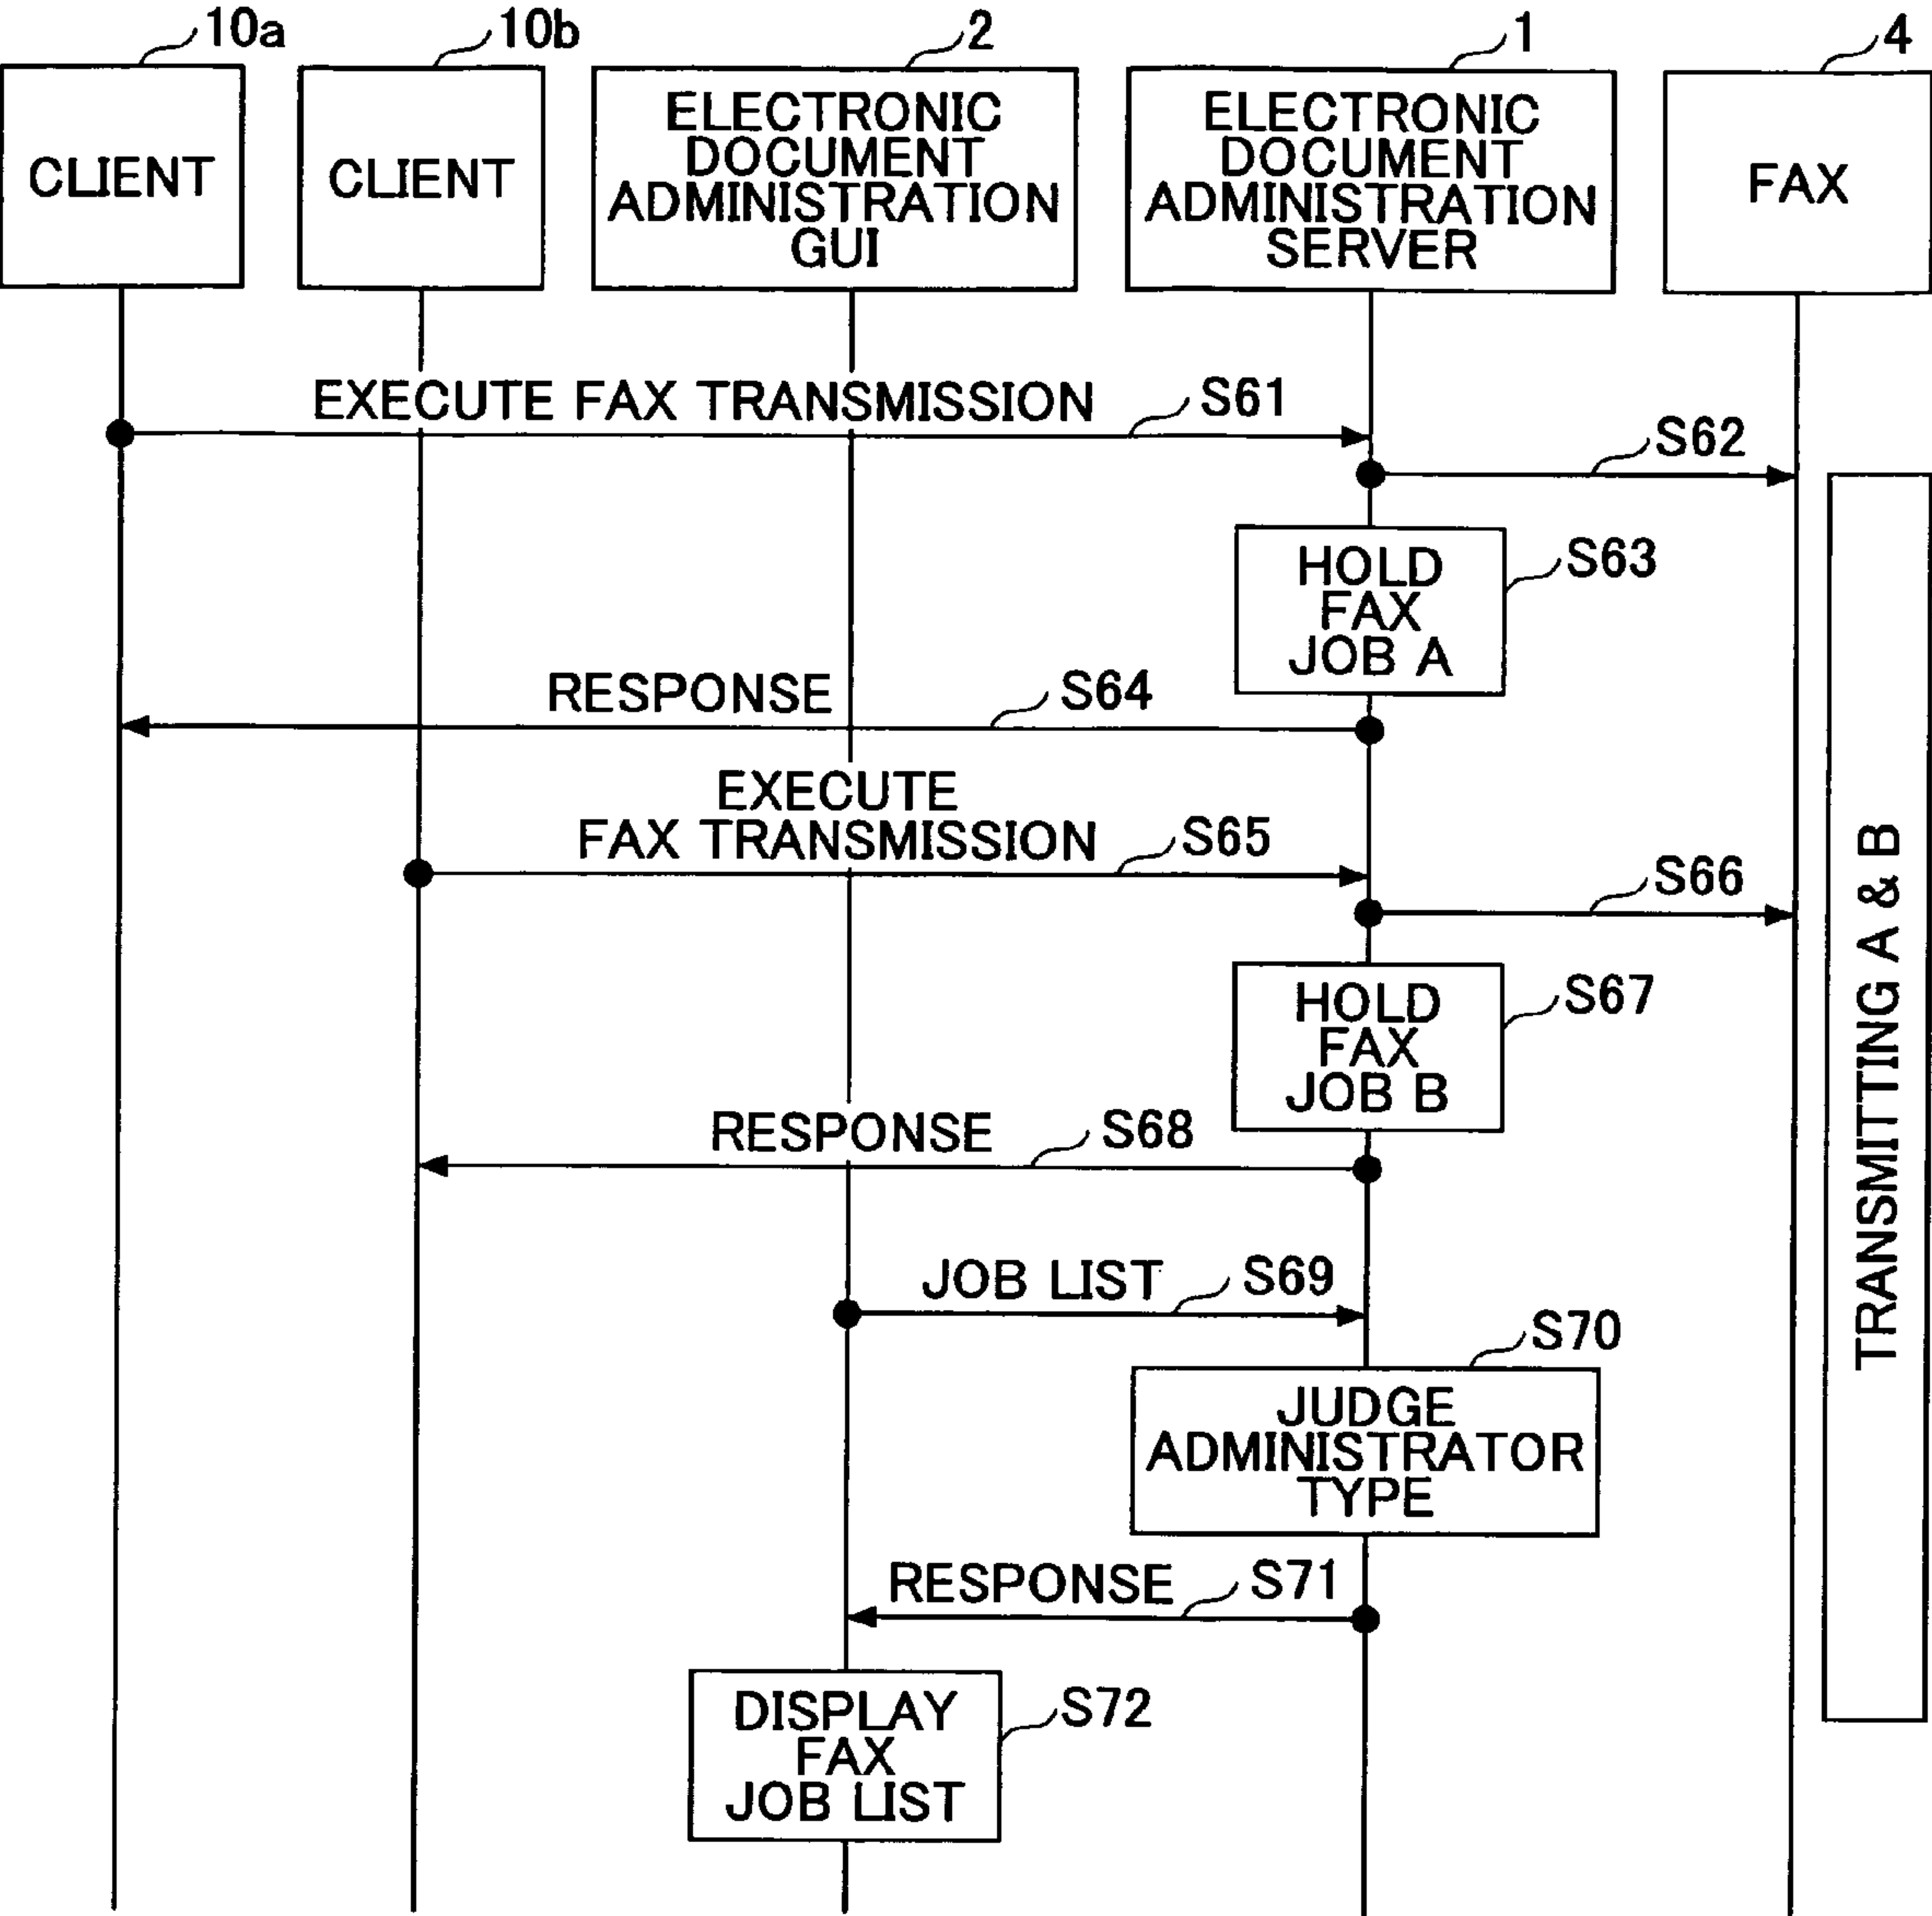 10a
10b
2
1
4
CLIENT
CLIENT
ELECTRONIC
DOCUMENT
ADMINISTRATION
GUI
ELECTRONIC
DOCUMENT
ADMINISTRATION
SERVER
FAX
EXECUTE FAX TRANSMISSION
S61
S62
HOLD
FAX
JOB A
S63
RESPONSE
S64
EXECUTE
FAX TRANSMISSION
S65
S66
HOLD
FAX
JOB B
S67
RESPONSE
S68
TRANSMITTING A & B
JOB LIST
S69
S70
JUDGE
ADMINISTRATOR
TYPE
RESPONSE
S71
DISPLAY
FAX
JOB LIST
S72